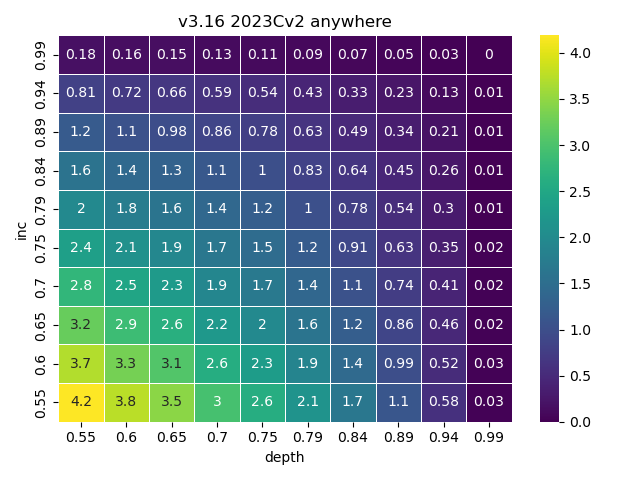 v3.16 2023Cv2 anywhere
0.99 0.18 0.16 0.15 0.13 0.11 0.09 0.07 0.05 0.03 0
0.94 0.81 0.72 0.66 0.59 0.54 0.43 0.33 0.23 0.13 0.01
0.89 1.2 1.1 0.98 0.86 0.78 0.63 0.49 0.34 0.21 0.01
0.84 1.6 1.4 1.3 1.1 1 0.83 0.64 0.45 0.26 0.01
0.79 2 1.8 1.6 1.4 1.2 1 0.78 0.54 0.3 0.01
0.75 2.4 2.1 1.9 1.7 1.5 1.2 0.91 0.63 0.35 0.02
0.7 2.8 2.5 2.3 1.9 1.7 1.4 1.1 0.74 0.41 0.02
0.65 3.2 2.9 2.6 2.2 2 1.6 1.2 0.86 0.46 0.02
0.6 3.7 3.3 3.1 2.6 2.3 1.9 1.4 0.99 0.52 0.03
0.55 4.2 3.8 3.5 3 2.6 2.1 1.7 1.1 0.58 0.03
inc
0.55 0.6 0.65 0.7 0.75 0.79 0.84 0.89 0.94 0.99
depth
4.0
3.5
3.0
2.5
2.0
1.5
1.0
0.5
0.0